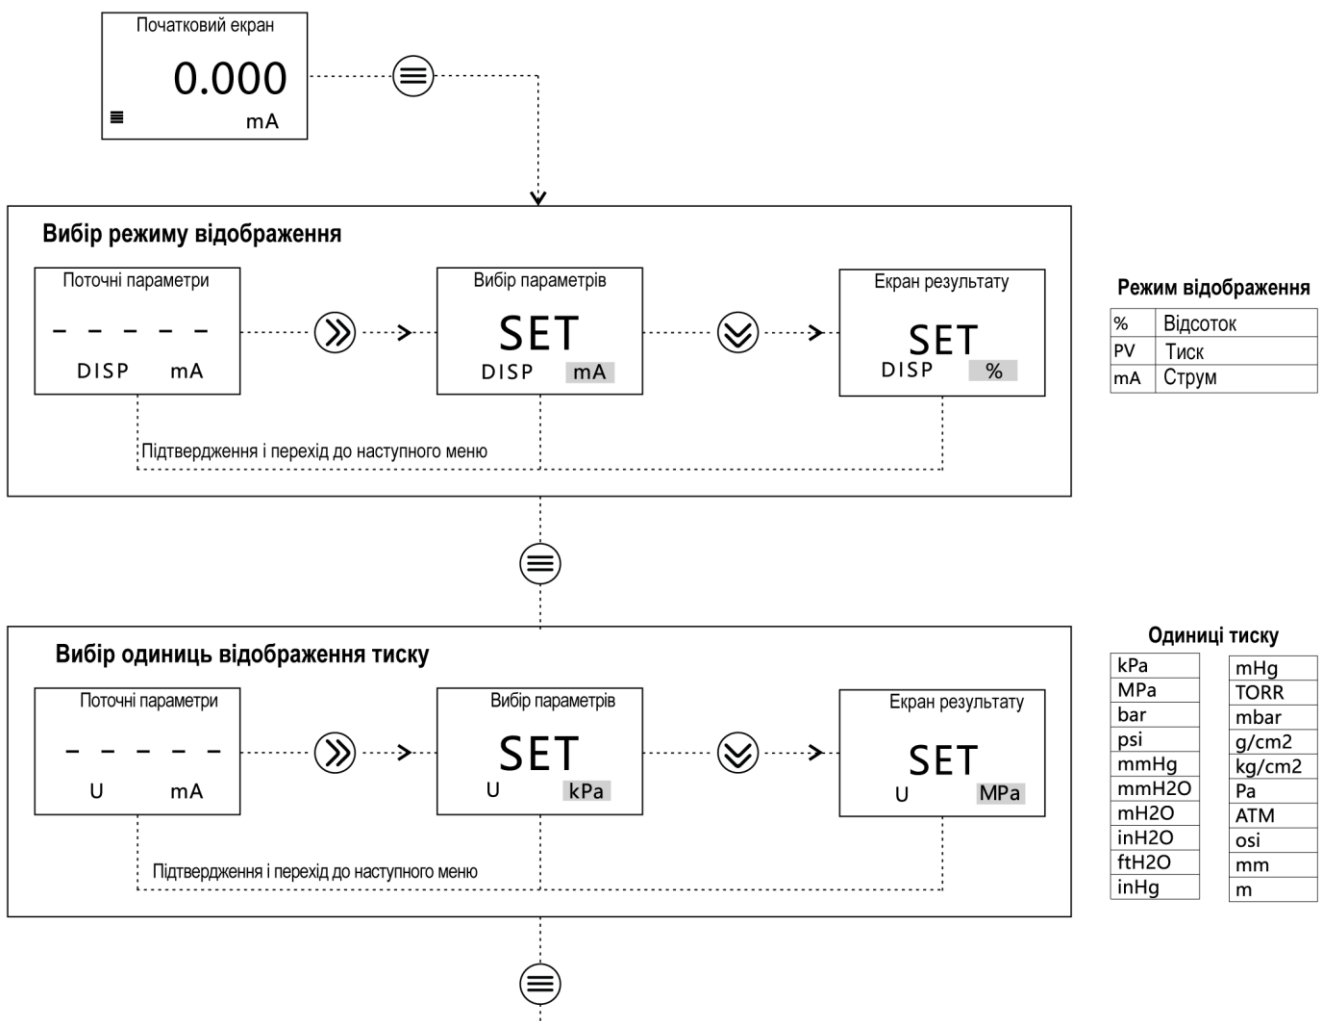 Початковий екран
0.000
mA
Вибір режиму відображення
Поточні параметри
- - - - -
DISP mA
Вибір параметрів
SET
DISP mA
Екран результату
SET
DISP %
Підтвердження і перехід до наступного меню
Режим відображення
% Відсоток
PV Тиск
mA Струм
Вибір одиниць відображення тиску
Поточні параметри
- - - - -
U mA
Вибір параметрів
SET
U kPa
Екран результату
SET
U MPa
Підтвердження і перехід до наступного меню
Одиниці тиску
kPa
MPa
bar
psi
mmHg
mmH2O
mH2O
inH2O
ftH2O
inHg
mHg
TORR
mbar
g/cm2
kg/cm2
Pa
ATM
osi
mm
m